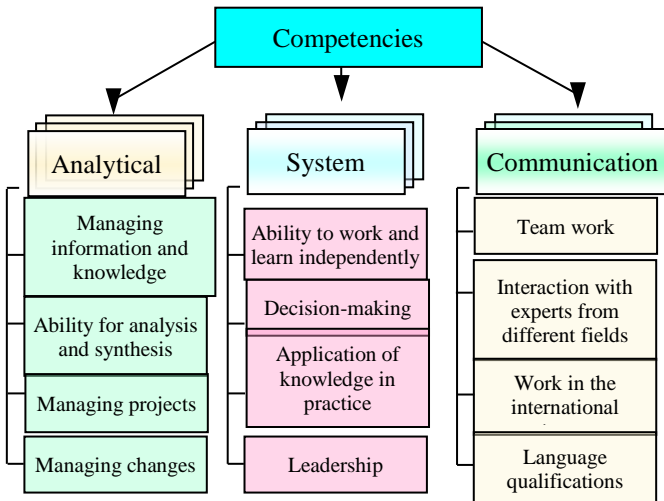 Competencies
Analytical
Managing
information and
knowledge
Ability for analysis
and synthesis
Managing projects
Managing changes
System
Ability to work and
learn independently
Decision-making
Application of
knowledge in
practice
Leadership
Communication
Team work
Interaction with
experts from
different fields
Work in the
international
Language
qualifications